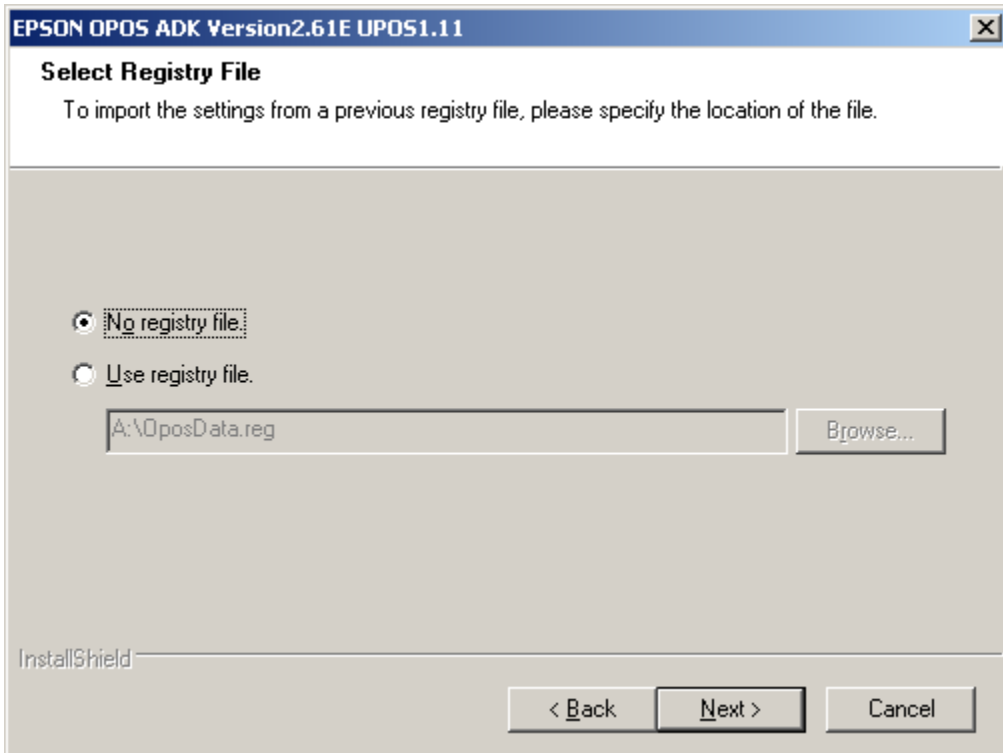 EPSON OPOS ADK Version2.61E UPOS1.11
Select Registry File
To import the settings from a previous registry file, please specify the location of the file.
No registry file.
Use registry file.
A:\OposData.reg
Browse...
InstallShield
< Back
Next >
Cancel